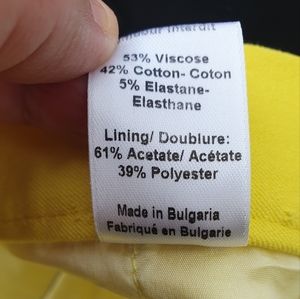 interdit
53% Viscose
42% Cotton- Coton
5% Elastane-
Elasthane
Lining/ Doublure:
61% Acetate/ Acétate
39% Polyester
Made in Bulgaria
Fabriqué en Bulgarie